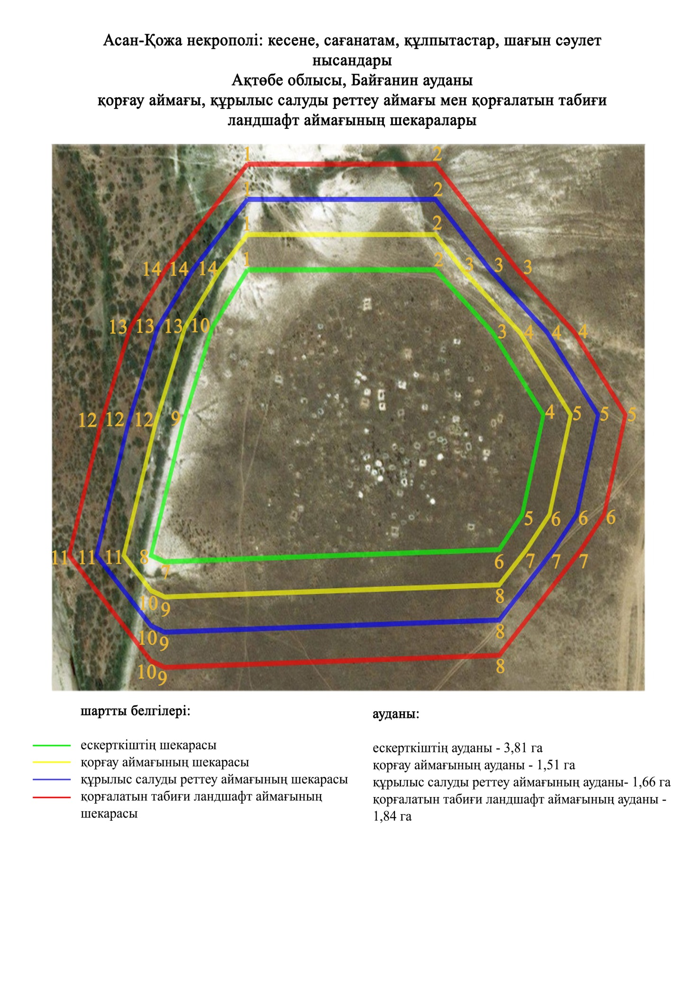 Асан-Қожа некрополі: кесене, сағанатам, құлпытастар, шағын сәулет
нысандары
Ақтөбе облысы, Байғанин ауданы
қорғау аймағы, құрылыс салуды реттеу аймағы мен қорғалатын табиғи
ландшафт аймағының шекаралары
1 2
1 2
1 2
1 2
14 14 14 3 3 3
13 13 13 10 3 4 4 4
12 12 12 9 4 5 5 5
5 6 6 6
11 11 11 8 7 6 7 7 7
10 9 8
10 9 8
10 9 8
шартты белгілері:
ескерткіштің шекарасы
қорғау аймағының шекарасы
құрылыс салуды реттеу аймағының шекарасы
қорғалатын табиғи ландшафт аймағының
шекарасы
ауданы:
ескерткіштің ауданы - 3,81 га
қорғау аймағының ауданы - 1,51 га
құрылыс салуды реттеу аймағының ауданы- 1,66 га
қорғалатын табиғи ландшафт аймағының ауданы -
1,84 га